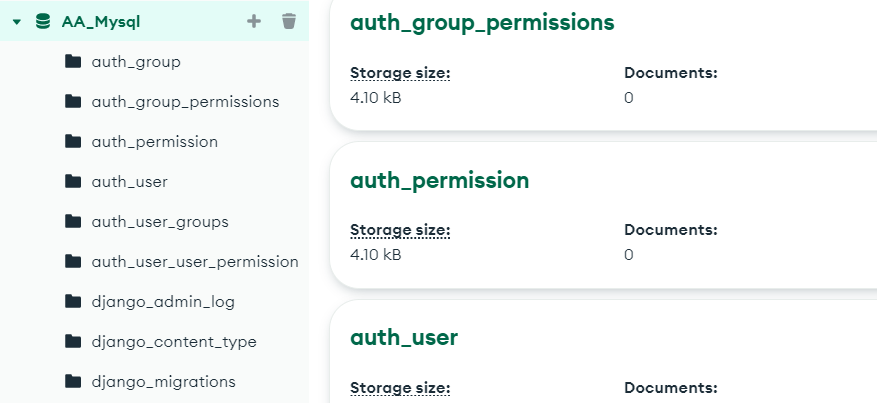 AA_Mysql
auth_group
auth_group_permissions
auth_permission
auth_user
auth_user_groups
auth_user_user_permission
django_admin_log
django_content_type
django_migrations
auth_group_permissions
Storage size: Documents:
4.10 kB 0
auth_permission
Storage size: Documents:
4.10 kB 0
auth_user
Storage size: Documents: